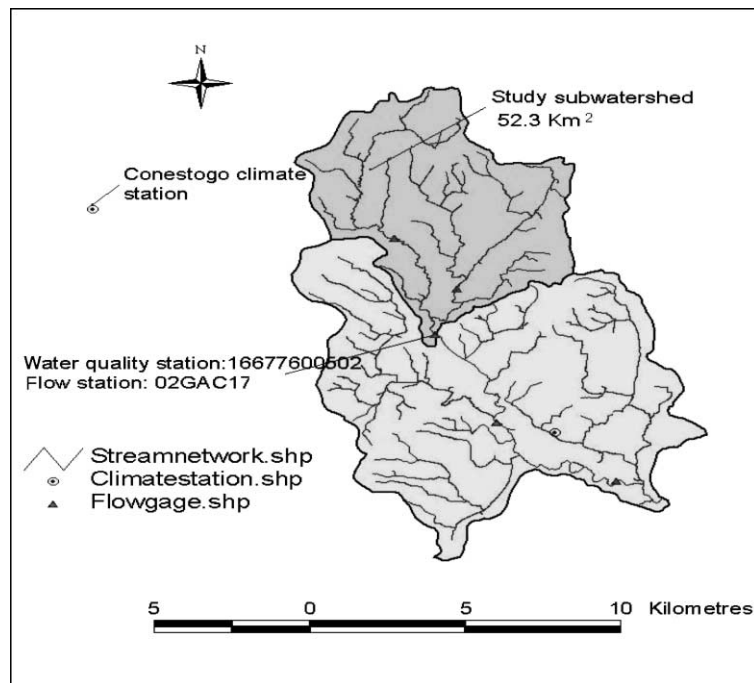 N
Study subwatershed
52.3 Km²
Conestogo climate
station
Water quality station:16677600502
Flow station: 02GAC17
Streamnetwork.shp
Climatestation.shp
Flowgage.shp
5 0 5 10 Kilometres